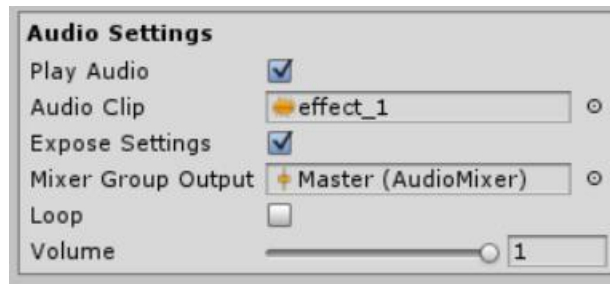 Audio Settings
Play Audio
Audio Clip effect_1
Expose Settings
Mixer Group Output Master (AudioMixer)
Loop
Volume 1